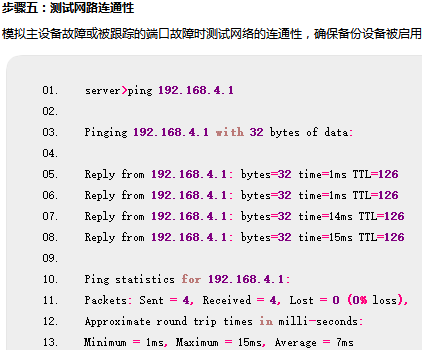 步骤五：测试网路连通性
模拟主设备故障或被跟踪的端口故障时测试网络的连通性，确保备份设备被启用
01. server>ping 192.168.4.1
02.
03. Pinging 192.168.4.1 with 32 bytes of data:
04.
05. Reply from 192.168.4.1: bytes=32 time=1ms TTL=126
06. Reply from 192.168.4.1: bytes=32 time=1ms TTL=126
07. Reply from 192.168.4.1: bytes=32 time=14ms TTL=126
08. Reply from 192.168.4.1: bytes=32 time=15ms TTL=126
09.
10. Ping statistics for 192.168.4.1:
11. Packets: Sent = 4, Received = 4, Lost = 0 (0% loss),
12. Approximate round trip times in milli-seconds:
13. Minimum = 1ms, Maximum = 15ms, Average = 7ms